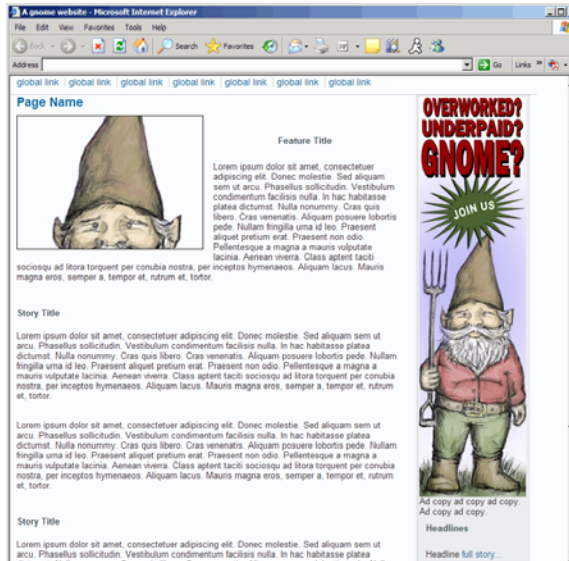 A gnome website - Microsoft Internet Explorer
File Edit View Favorites Tools Help
Back Search Favorites
Address Go Links
global link global link global link global link global link global link global link
Page Name
Feature Title
Lorem ipsum dolor sit amet, consectetuer
adipiscing elit. Donec molestie. Sed aliquam
sem ut arcu. Phasellus sollicitudin. Vestibulum
condimentum facilisis nulla. In hac habitasse
platea dictumst. Nulla nonummy. Cras quis
libero. Cras venenatis. Aliquam posuere lobortis
pede. Nullam fringilla urna id leo. Praesent
aliquet pretium erat. Praesent non odio.
Pellentesque a magna a mauris vulputate
lacinia. Aenean viverra. Class aptent taciti
sociosqu ad litora torquent per conubia nostra, per inceptos hymenaeos. Aliquam lacus. Mauris
magna eros, semper a, tempor et, rutrum et, tortor.
Story Title
Lorem ipsum dolor sit amet, consectetuer adipiscing elit. Donec molestie. Sed aliquam sem ut
arcu. Phasellus sollicitudin. Vestibulum condimentum facilisis nulla. In hac habitasse platea
dictumst. Nulla nonummy. Cras quis libero. Cras venenatis. Aliquam posuere lobortis pede. Nullam
fringilla urna id leo. Praesent aliquet pretium erat. Praesent non odio. Pellentesque a magna a
mauris vulputate lacinia. Aenean viverra. Class aptent taciti sociosqu ad litora torquent per conubia
nostra, per inceptos hymenaeos. Aliquam lacus. Mauris magna eros, semper a, tempor et, rutrum
et, tortor.
Lorem ipsum dolor sit amet, consectetuer adipiscing elit. Donec molestie. Sed aliquam sem ut
arcu. Phasellus sollicitudin. Vestibulum condimentum facilisis nulla. In hac habitasse platea
dictumst. Nulla nonummy. Cras quis libero. Cras venenatis. Aliquam posuere lobortis pede. Nullam
fringilla urna id leo. Praesent aliquet pretium erat. Praesent non odio. Pellentesque a magna a
mauris vulputate lacinia. Aenean viverra. Class aptent taciti sociosqu ad litora torquent per conubia
nostra, per inceptos hymenaeos. Aliquam lacus. Mauris magna eros, semper a, tempor et, rutrum
et, tortor.
Story Title
Lorem ipsum dolor sit amet, consectetuer adipiscing elit. Donec molestie. Sed aliquam sem ut
arcu. Phasellus sollicitudin. Vestibulum condimentum facilisis nulla. In hac habitasse platea
OVERWORKED?
UNDERPAID?
GNOME?
JOIN US
Ad copy ad copy ad copy.
Ad copy ad copy.
Headlines
Headline full story...